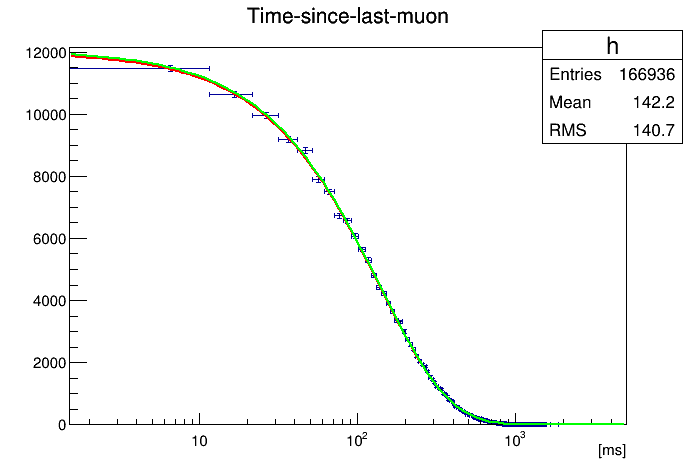 Time-since-last-muon
h
Entries 166936
Mean 142.2
RMS 140.7
12000
10000
8000
6000
4000
2000
0
10 10² 10³
[ms]